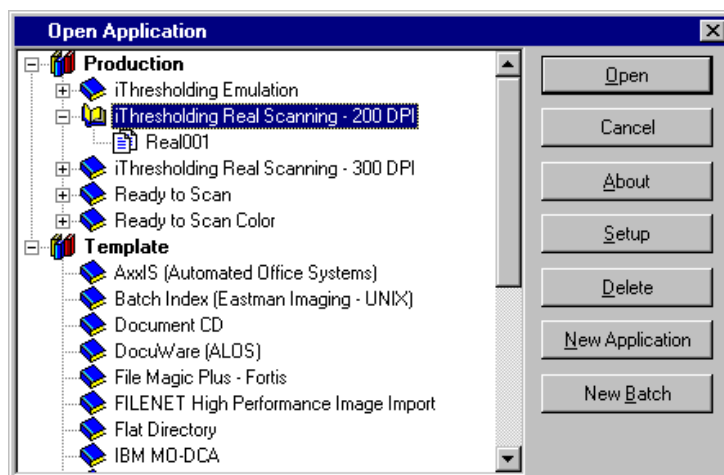 Open Application
Production
iThresholding Emulation
iThresholding Real Scanning - 200 DPI
Real001
iThresholding Real Scanning - 300 DPI
Ready to Scan
Ready to Scan Color
Template
AxxIS (Automated Office Systems)
Batch Index (Eastman Imaging - UNIX)
Document CD
DocuWare (ALOS)
File Magic Plus - Fortis
FILENET High Performance Image Import
Flat Directory
IBM MO-DCA
Open
Cancel
About
Setup
Delete
New Application
New Batch